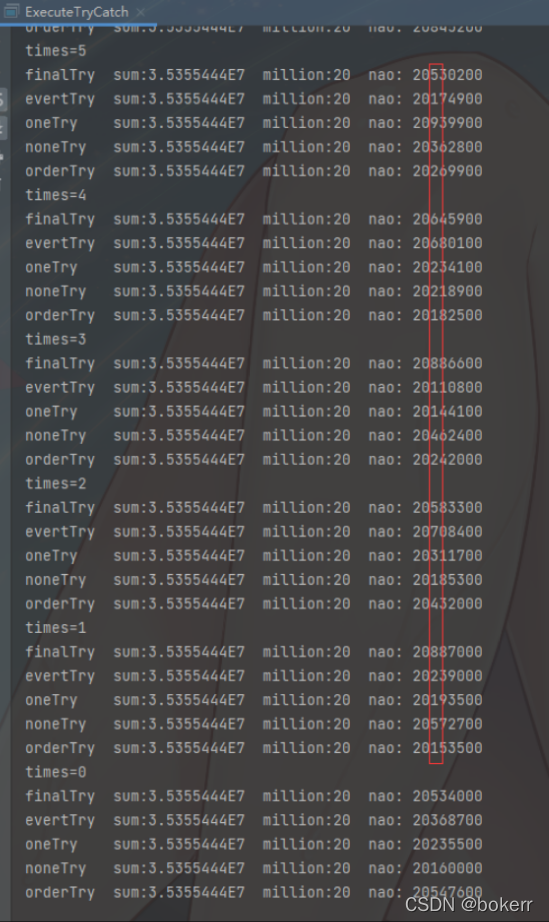 ExecuteTryCatch ×
orderTry sum:3.5355444E7 million:20 nao: 20843200
times=5
finalTry sum:3.5355444E7 million:20 nao: 20530200
evertTry sum:3.5355444E7 million:20 nao: 20174900
oneTry sum:3.5355444E7 million:20 nao: 20939900
noneTry sum:3.5355444E7 million:20 nao: 20362800
orderTry sum:3.5355444E7 million:20 nao: 20269900
times=4
finalTry sum:3.5355444E7 million:20 nao: 20645900
evertTry sum:3.5355444E7 million:20 nao: 20680100
oneTry sum:3.5355444E7 million:20 nao: 20234100
noneTry sum:3.5355444E7 million:20 nao: 20218900
orderTry sum:3.5355444E7 million:20 nao: 20182500
times=3
finalTry sum:3.5355444E7 million:20 nao: 20886600
evertTry sum:3.5355444E7 million:20 nao: 20110800
oneTry sum:3.5355444E7 million:20 nao: 20144100
noneTry sum:3.5355444E7 million:20 nao: 20462400
orderTry sum:3.5355444E7 million:20 nao: 20242000
times=2
finalTry sum:3.5355444E7 million:20 nao: 20583300
evertTry sum:3.5355444E7 million:20 nao: 20708400
oneTry sum:3.5355444E7 million:20 nao: 20311700
noneTry sum:3.5355444E7 million:20 nao: 20185300
orderTry sum:3.5355444E7 million:20 nao: 20432000
times=1
finalTry sum:3.5355444E7 million:20 nao: 20887000
evertTry sum:3.5355444E7 million:20 nao: 20239000
oneTry sum:3.5355444E7 million:20 nao: 20193500
noneTry sum:3.5355444E7 million:20 nao: 20572700
orderTry sum:3.5355444E7 million:20 nao: 20153500
times=0
finalTry sum:3.5355444E7 million:20 nao: 20534000
evertTry sum:3.5355444E7 million:20 nao: 20368700
oneTry sum:3.5355444E7 million:20 nao: 20235500
noneTry sum:3.5355444E7 million:20 nao: 20160000
orderTry sum:3.5355444E7 million:20 nao: 20547600
CSDN @bokerr